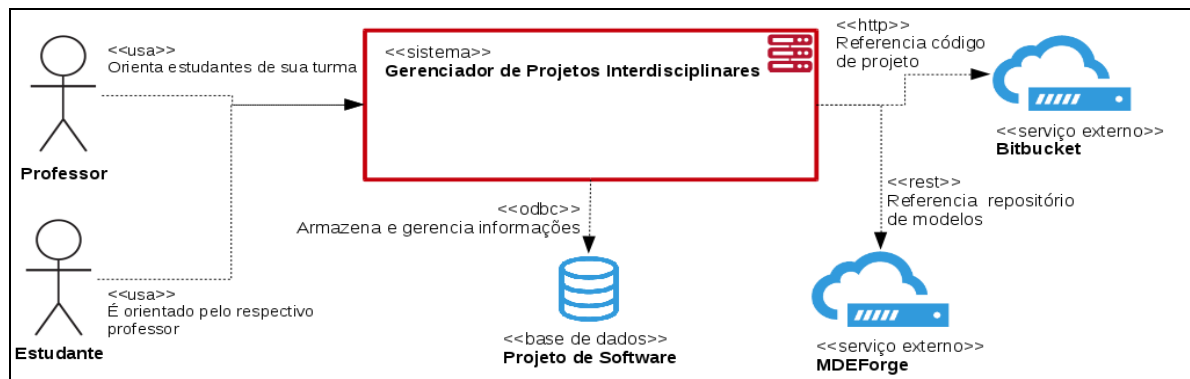 <<usa>>
Orienta estudantes de sua turma
Professor
<<sistema>>
Gerenciador de Projetos Interdisciplinares
<<http>>
Referencia código
de projeto
<<serviço externo>>
Bitbucket
<<usa>>
É orientado pelo respectivo
professor
Estudante
<<odbc>>
Armazena e gerencia informações
<<base de dados>>
Projeto de Software
<<rest>>
Referencia repositório
de modelos
<<serviço externo>>
MDEForge